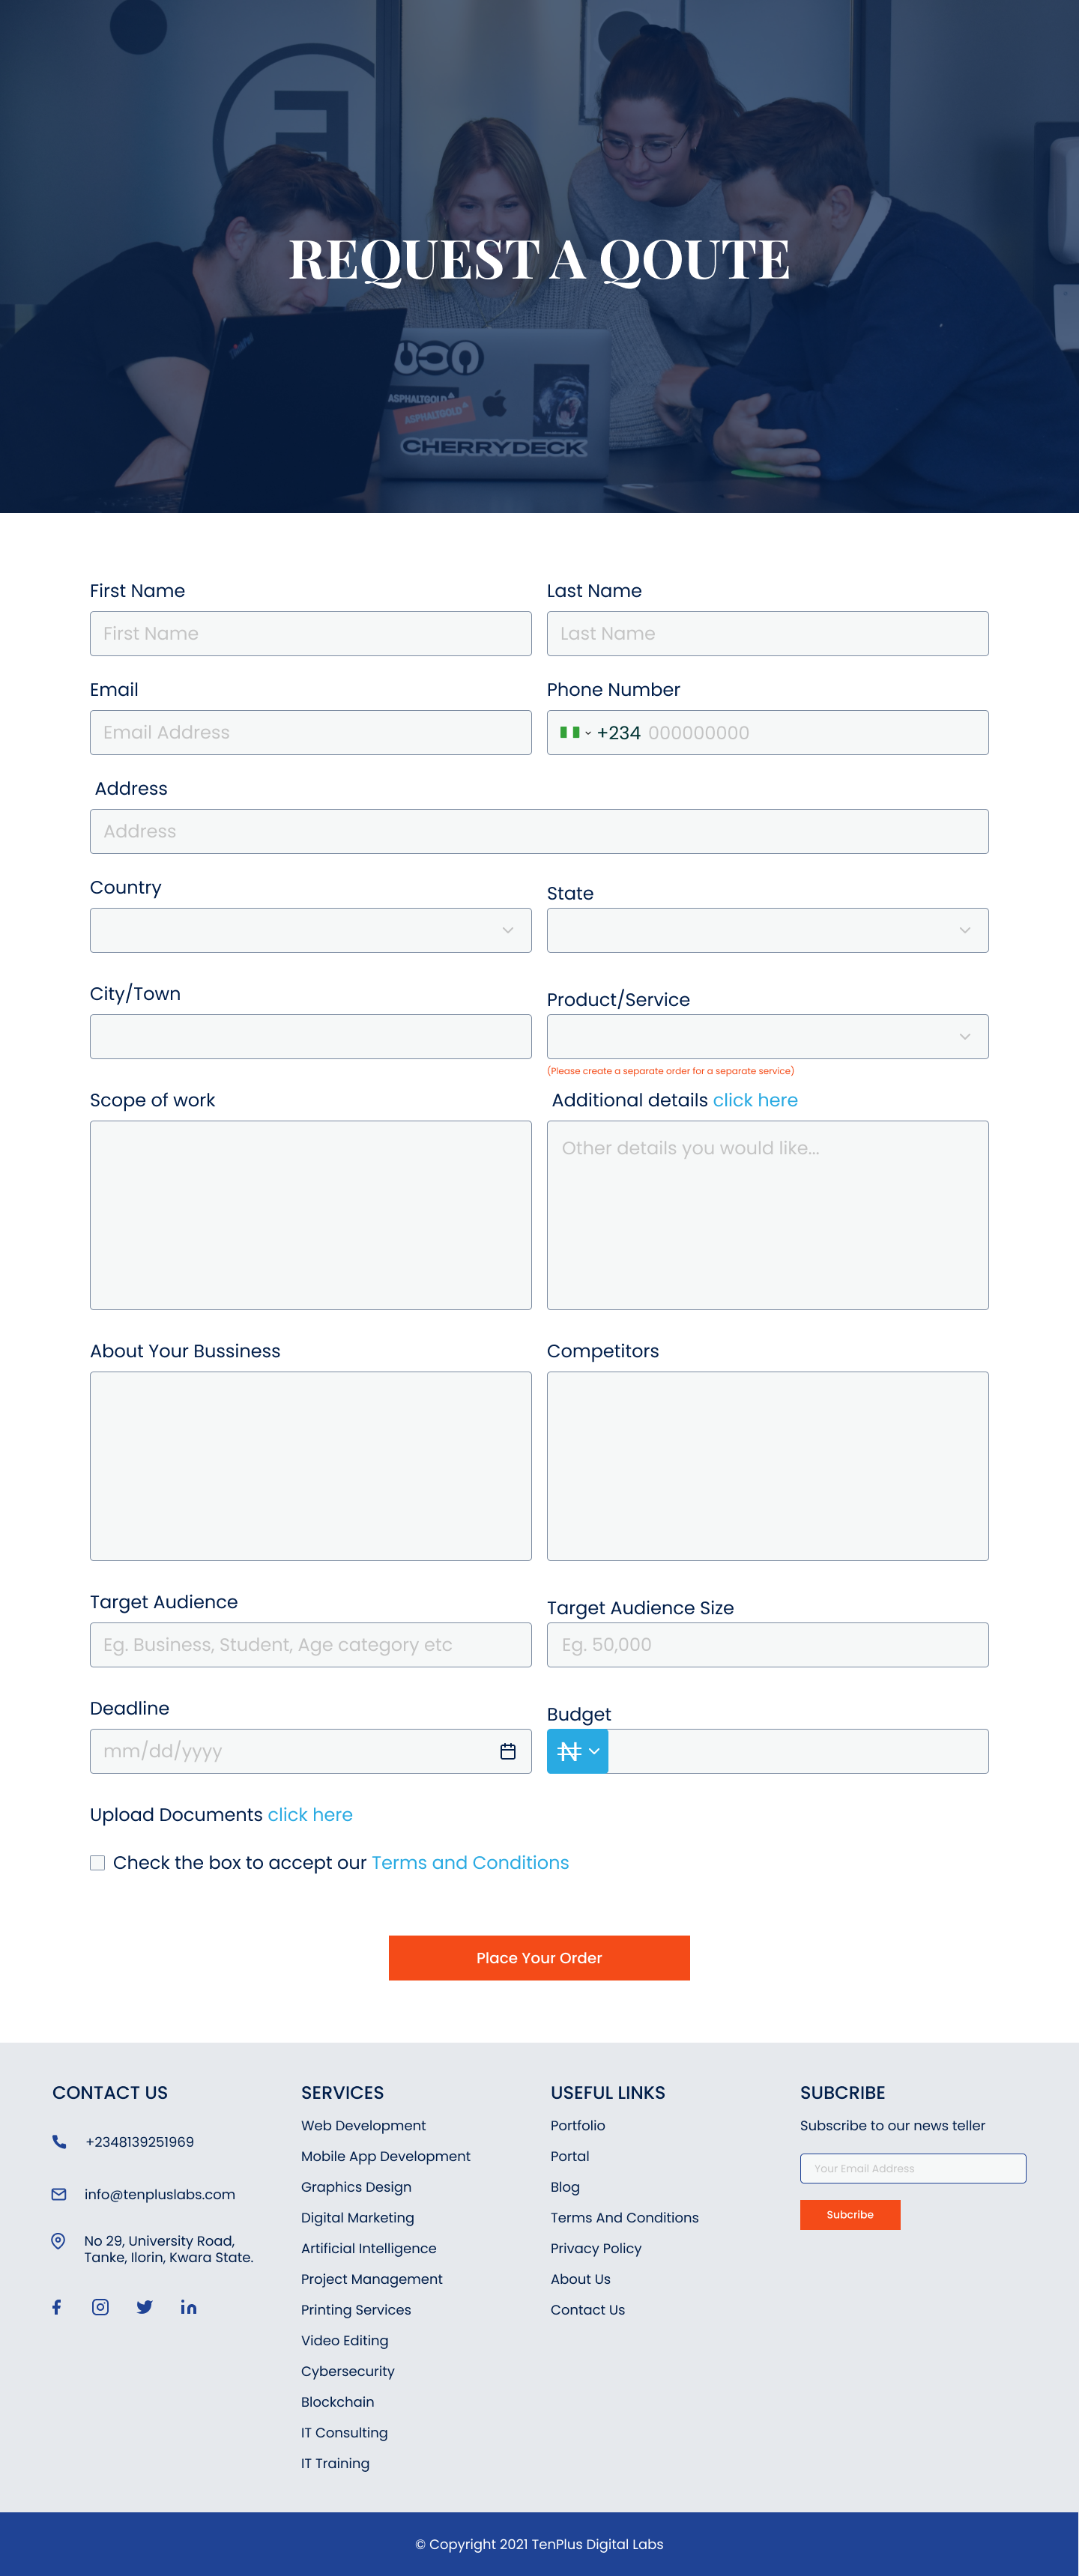 REQUEST A QOUTE
ASPHALTGOLD
ASPHALTGOLD
CHERRYDECK
First Name
Last Name
First Name
Last Name
Email
Phone Number
Email Address
+234 000000000
Address
Address
Country
State
City/Town
Product/Service
(Please create a separate order for a separate service)
Scope of work
Additional details click here
Other details you would like...
About Your Bussiness
Competitors
Target Audience
Target Audience Size
Eg. Business, Student, Age category etc
Eg. 50,000
Deadline
Budget
mm/dd/yyyy
₦
Upload Documents click here
Check the box to accept our Terms and Conditions
Place Your Order
CONTACT US
+2348139251969
info@tenpluslabs.com
No 29, University Road,
Tanke, Ilorin, Kwara State.
SERVICES
Web Development
Mobile App Development
Graphics Design
Digital Marketing
Artificial Intelligence
Project Management
Printing Services
Video Editing
Cybersecurity
Blockchain
IT Consulting
IT Training
USEFUL LINKS
Portfolio
Portal
Blog
Terms And Conditions
Privacy Policy
About Us
Contact Us
SUBCRIBE
Subscribe to our news teller
Your Email Address
Subcribe
© Copyright 2021 TenPlus Digital Labs